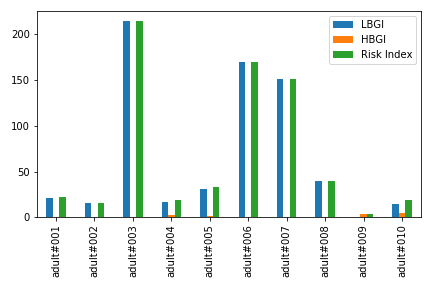 200
150
100
50
0
LBGI
HBGI
Risk Index
adult#001
adult#002
adult#003
adult#004
adult#005
adult#006
adult#007
adult#008
adult#009
adult#010